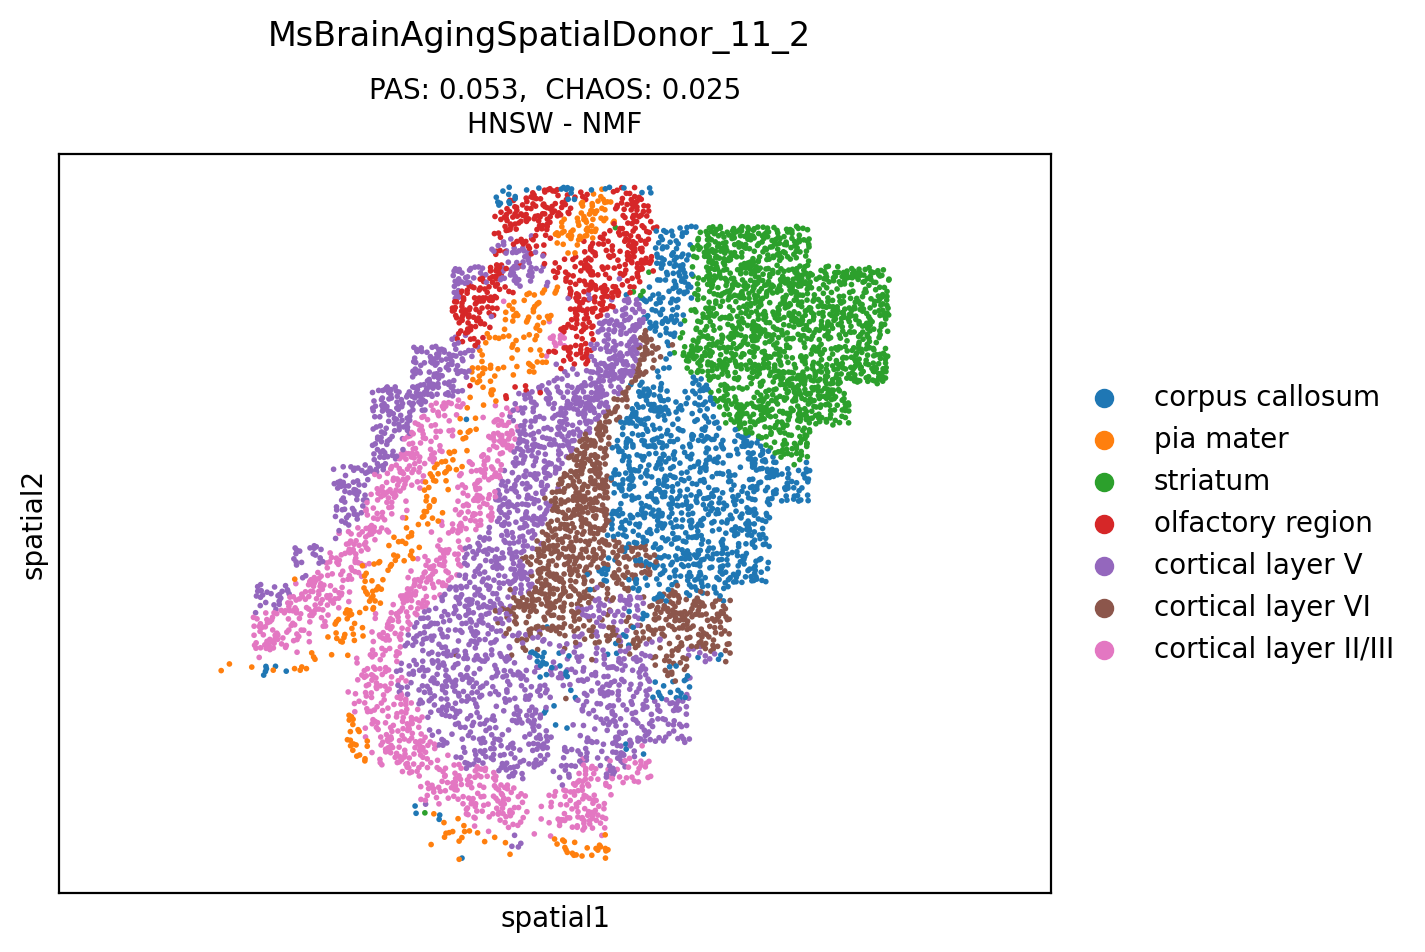 MsBrainAgingSpatialDonor_11_2
PAS: 0.053,  CHAOS: 0.025
HNSW - NMF
spatial2
spatial1
corpus callosum
pia mater
striatum
olfactory region
cortical layer V
cortical layer VI
cortical layer II/III